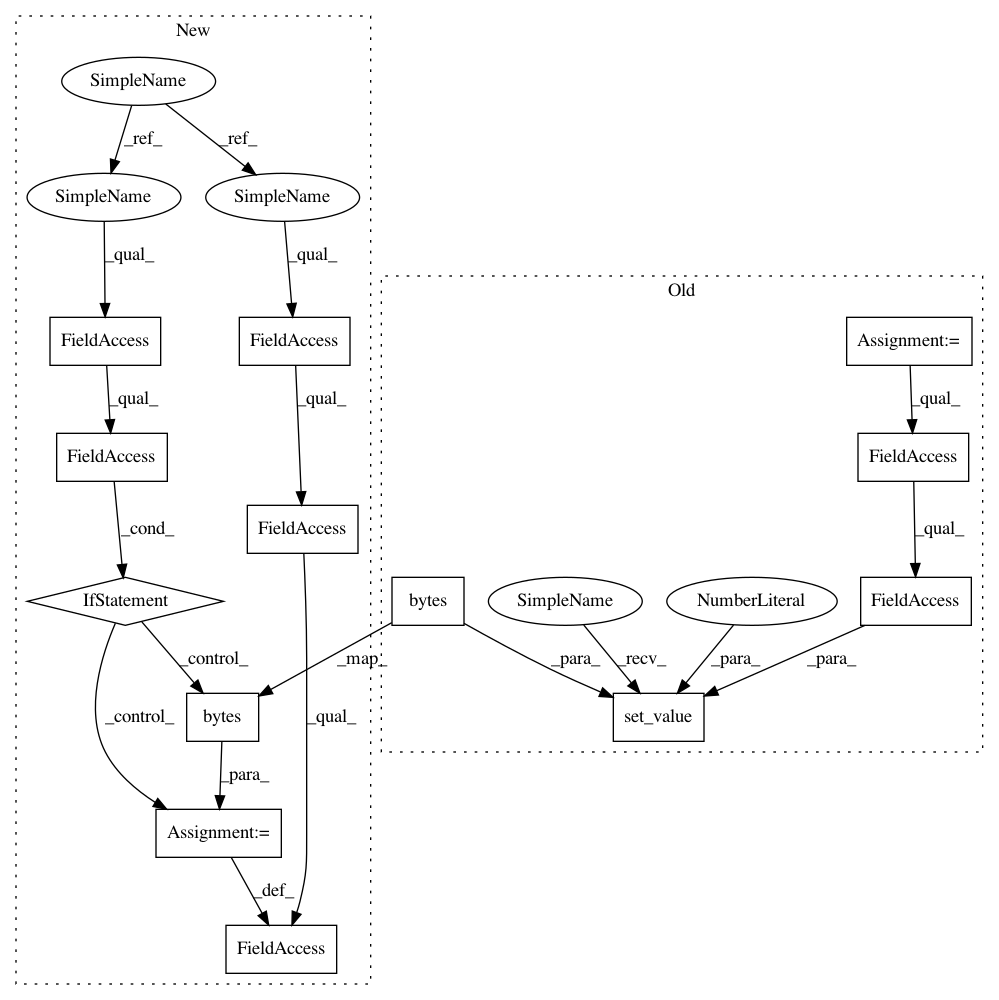 New
SimpleName
_ref_ _ref_
SimpleName SimpleName
_qual_ _qual_
Old
FieldAccess FieldAccess Assignment:=
_qual_ _qual_ _qual_
FieldAccess FieldAccess
FieldAccess
_cond_ _qual_
IfStatement bytes SimpleName NumberLiteral FieldAccess
_control_ _map_ _para_ _recv_ _para_ _para_
_control_ bytes _qual_ set_value
_para_
Assignment:=
_def_
FieldAccess